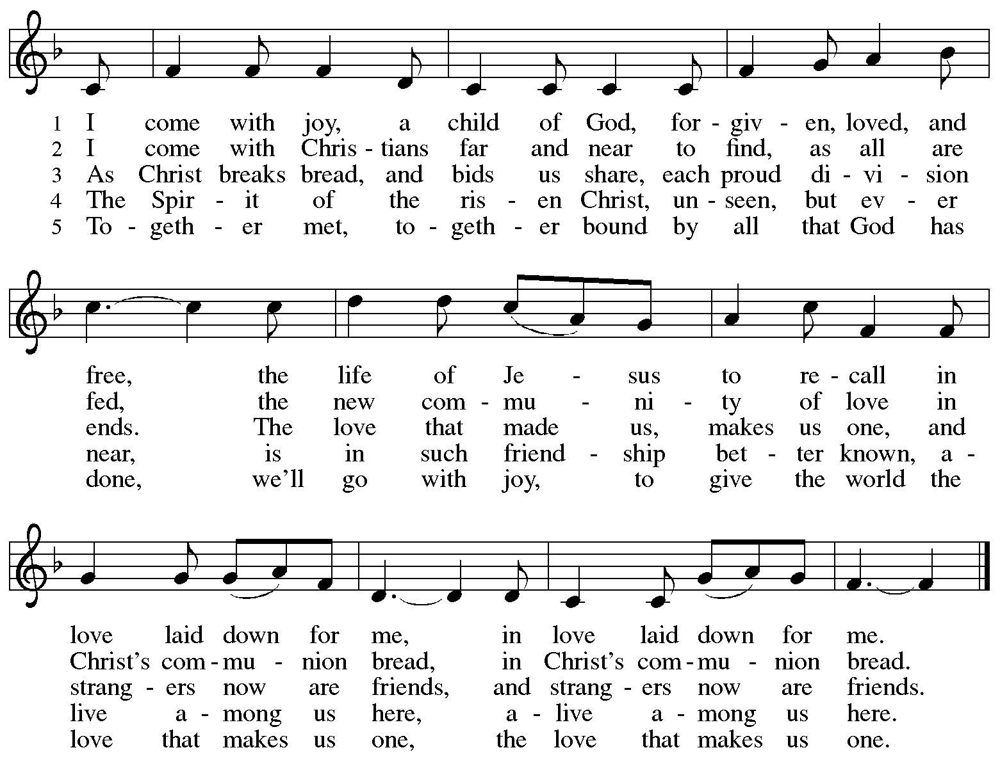 1 I come with joy, a child of God, for - giv - en, loved, and
2 I come with Chris - tians far and near to find, as all are
3 As Christ breaks bread, and bids us share, each proud di - vi - sion
4 The Spir - it of the ris - en Christ, un - seen, but ev - er
5 To - geth - er met, to - geth - er bound by all that God has
free, the life of Je - sus to re - call in
fed, the new com - mu - ni - ty of love in
ends. The love that made us, makes us one, and
near, is in such friend - ship bet - ter known, a -
done, we'll go with joy, to give the world the
love laid down for me, in love laid down for me.
Christ's com - mu - nion bread, in Christ's com - mu - nion bread.
strang - ers now are friends, and strang - ers now are friends.
live a - mong us here, a - live a - mong us here.
love that makes us one, the love that makes us one.